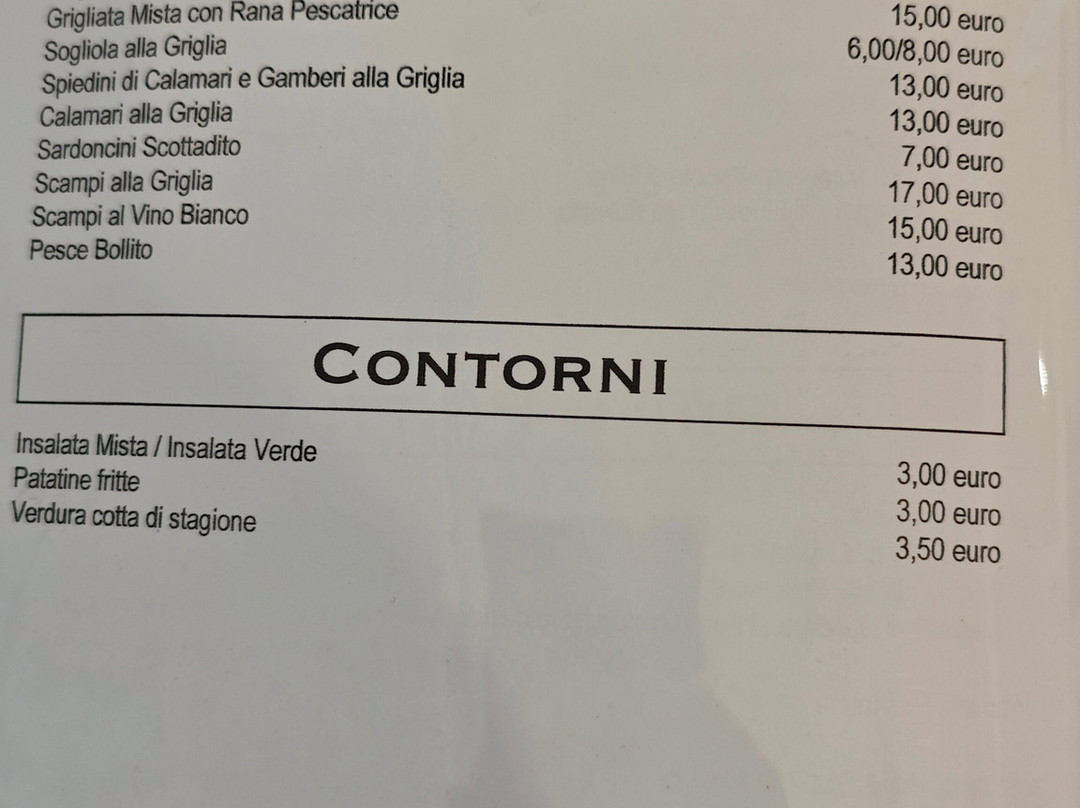 Grigliata Mista con Rana Pescatrice 15,00 euro
Sogliola alla Griglia 6,00/8,00 euro
Spiedini di Calamari e Gamberi alla Griglia 13,00 euro
Calamari alla Griglia 13,00 euro
Sardoncini Scottadito 7,00 euro
Scampi alla Griglia 17,00 euro
Scampi al Vino Bianco 15,00 euro
Pesce Bollito 13,00 euro
CONTORNI
Insalata Mista / Insalata Verde 3,00 euro
Patatine fritte 3,00 euro
Verdura cotta di stagione 3,50 euro